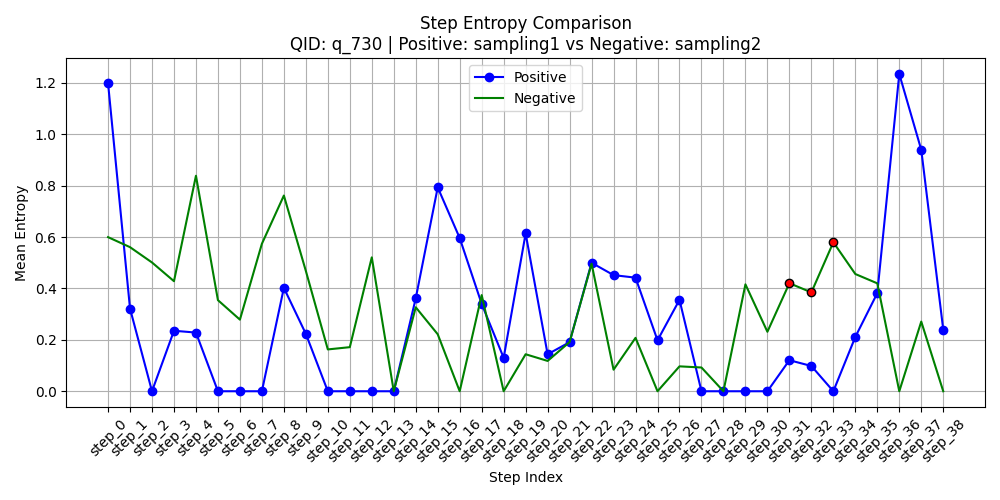 Step Entropy Comparison
QID: q_730 | Positive: sampling1 vs Negative: sampling2
Positive
Negative
Mean Entropy
1.2
1.0
0.8
0.6
0.4
0.2
0.0
step_0
step_1
step_2
step_3
step_4
step_5
step_6
step_7
step_8
step_9
step_10
step_11
step_12
step_13
step_14
step_15
step_16
step_17
step_18
step_19
step_20
step_21
step_22
step_23
step_24
step_25
step_26
step_27
step_28
step_29
step_30
step_31
step_32
step_33
step_34
step_35
step_36
step_37
step_38
Step Index